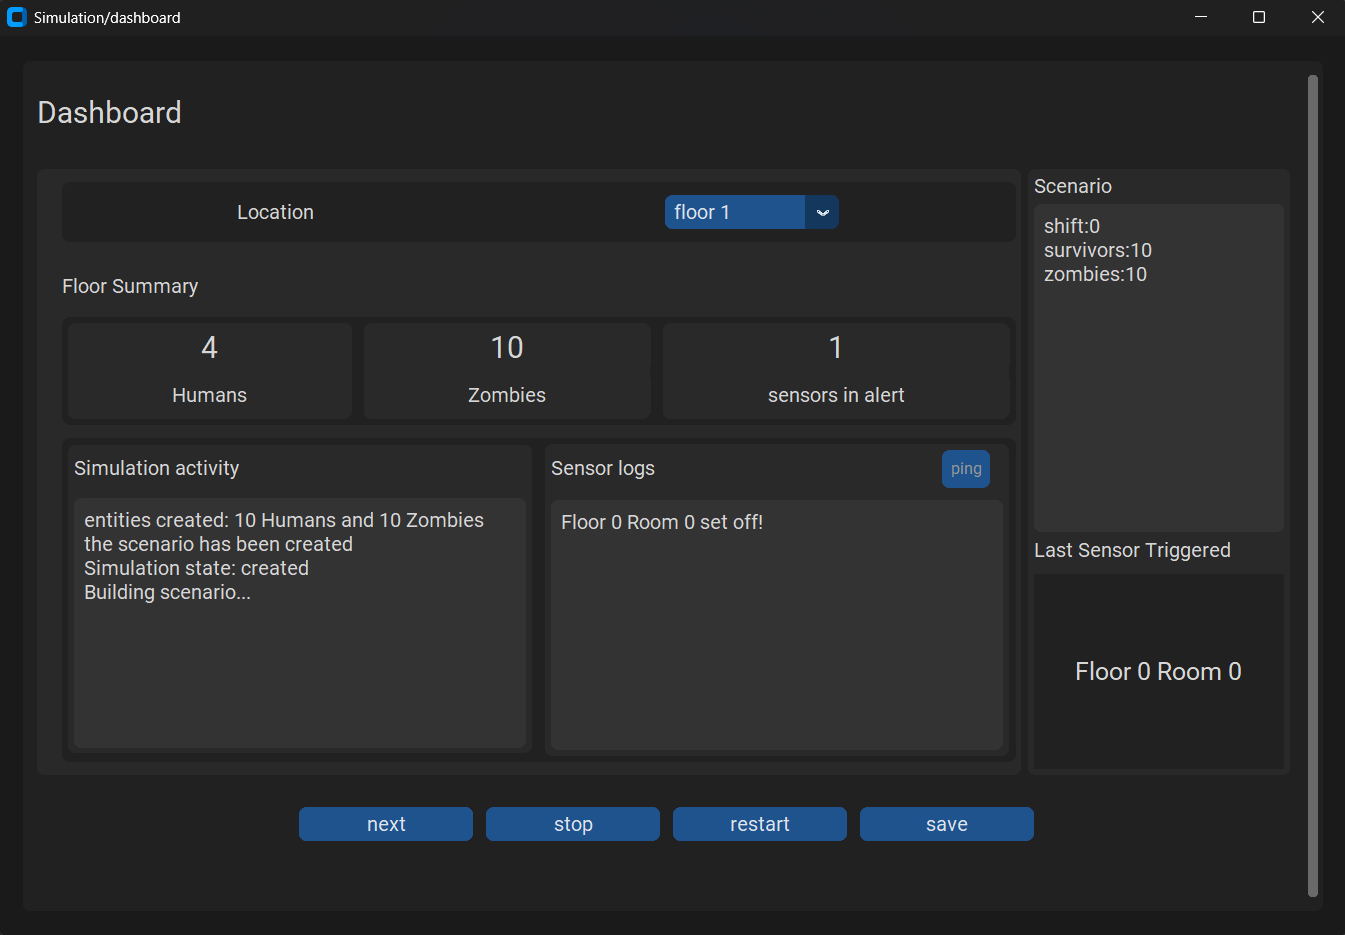 Simulation/dashboard
Dashboard
Location
floor 1
Floor Summary
4
Humans
10
Zombies
1
sensors in alert
Simulation activity
entities created: 10 Humans and 10 Zombies
the scenario has been created
Simulation state: created
Building scenario...
Sensor logs
ping
Floor 0 Room 0 set off!
Scenario
shift:0
survivors:10
zombies:10
Last Sensor Triggered
Floor 0 Room 0
next
stop
restart
save